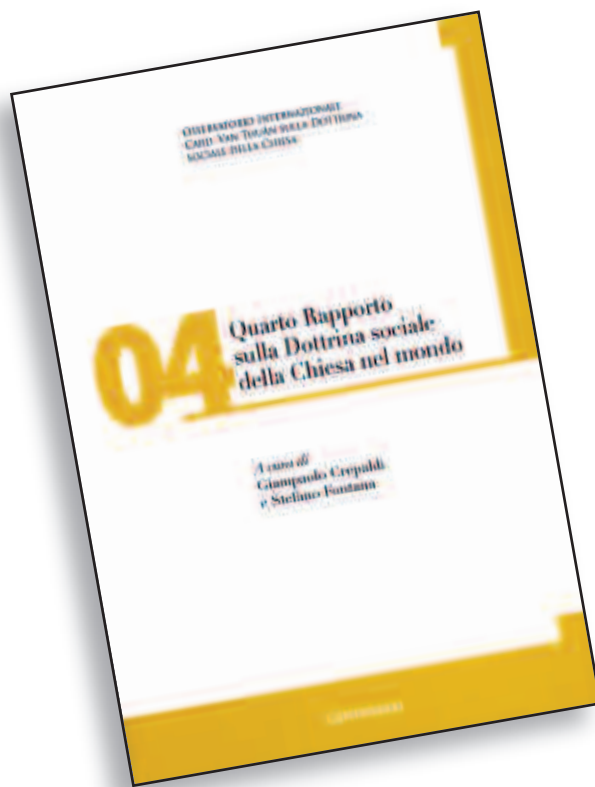 OSSERVATORIO INTERNAZIONALE
CARD. VAN THUÂN SULLA DOTTRINA
SOCIALE DELLA CHIESA
04
Quarto Rapporto
sulla Dottrina sociale
della Chiesa nel mondo
A cura di
Giampaolo Crepaldi
e Stefano Fontana